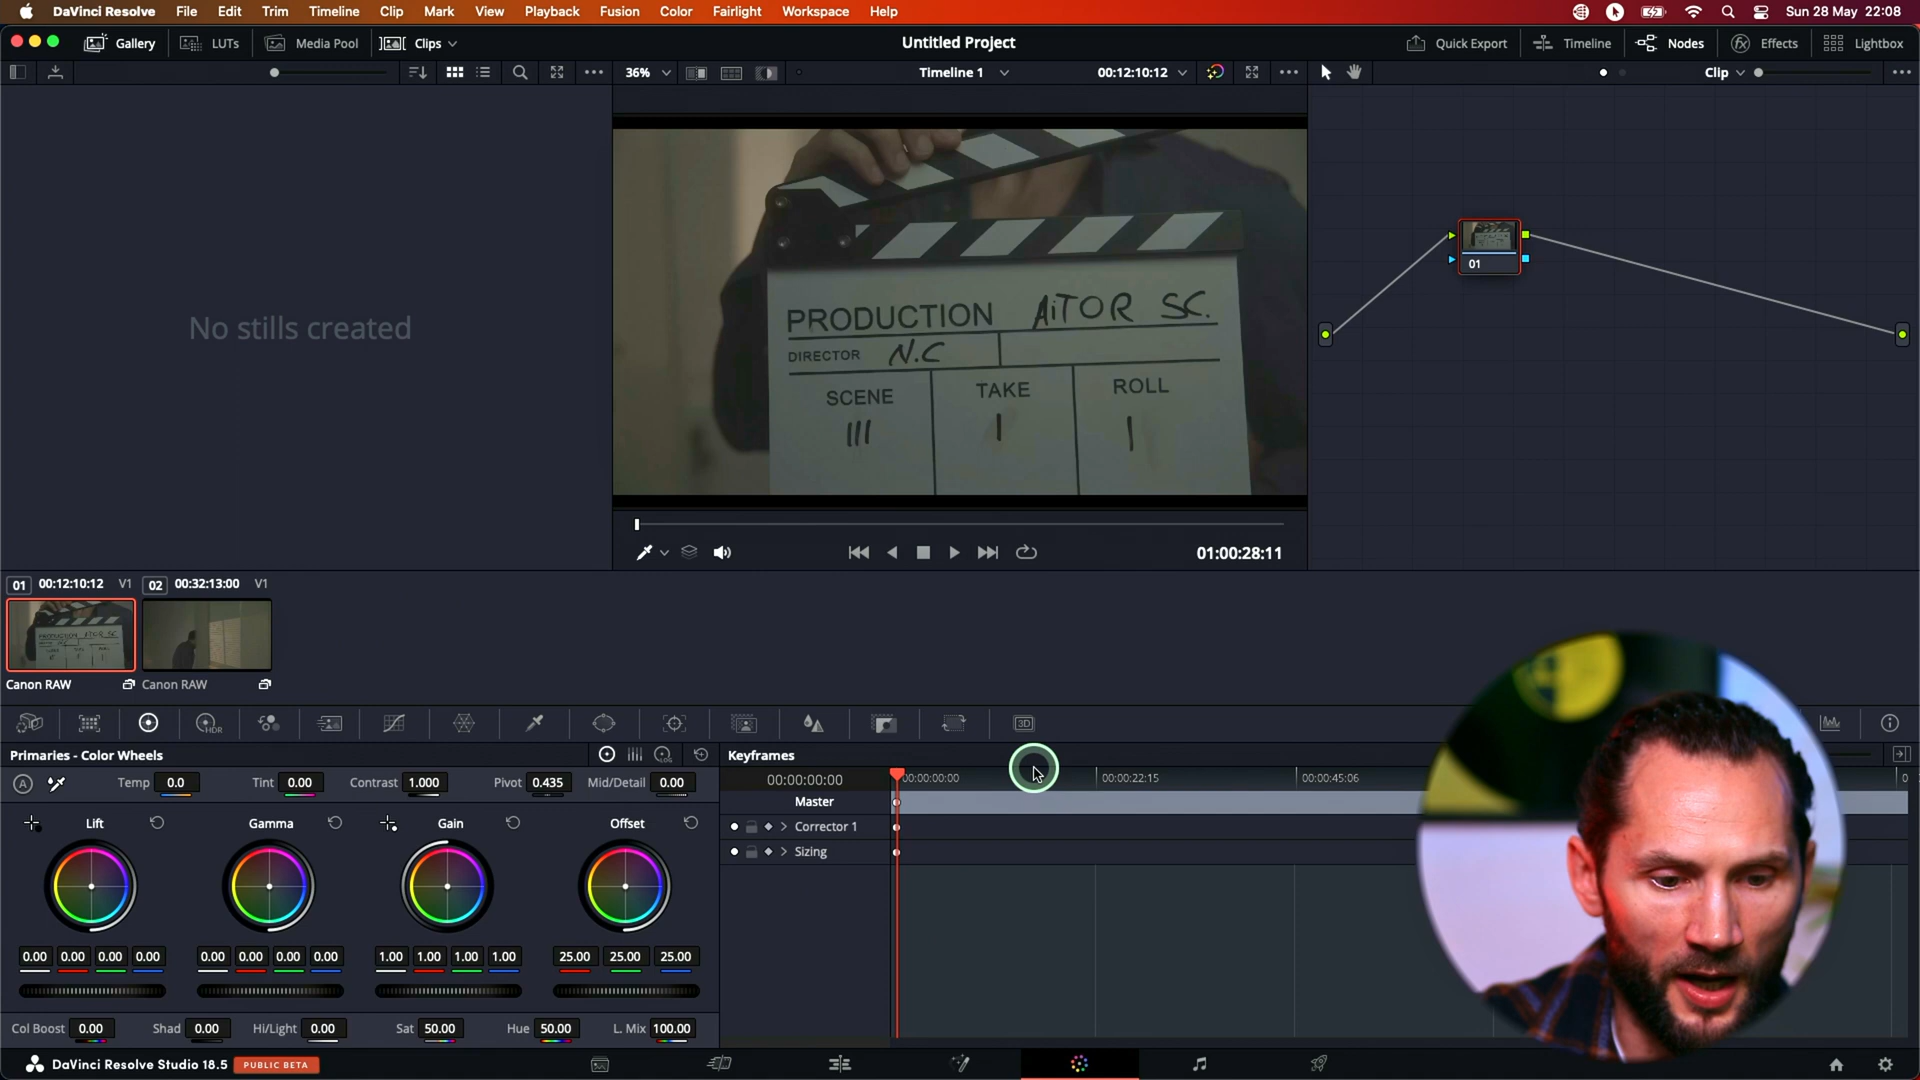 DaVinci Resolve File Edit Trim Timeline Clip Mark View Playback Fusion Color Fairlight Workspace Help Sun 28 May 22:08
Gallery LUTs Media Pool Clips Untitled Project Quick Export Timeline Nodes Effects Lightbox
36% Timeline 1 00:12:10:12 Clip
No stills created
PRODUCTION AiTOR SC.
DIRECTOR N.C
SCENE TAKE ROLL
III I I
01
01:00:28:11
01 00:12:10:12 V1 02 00:32:13:00 V1
PRODUCTION AiTOR SC
Canon RAW Canon RAW
HDR 3D
Primaries - Color Wheels LOG Keyframes
A Temp 0.0 Tint 0.00 Contrast 1.000 Pivot 0.435 Mid/Detail 0.00 00:00:00:00 00:00:00:00 00:00:22:15 00:00:45:06 0
Master
Lift Gamma Gain Offset Corrector 1
Sizing
0.00 0.00 0.00 0.00 0.00 0.00 0.00 0.00 1.00 1.00 1.00 1.00 25.00 25.00 25.00
Col Boost 0.00 Shad 0.00 Hi/Light 0.00 Sat 50.00 Hue 50.00 L. Mix 100.00
DaVinci Resolve Studio 18.5 PUBLIC BETA